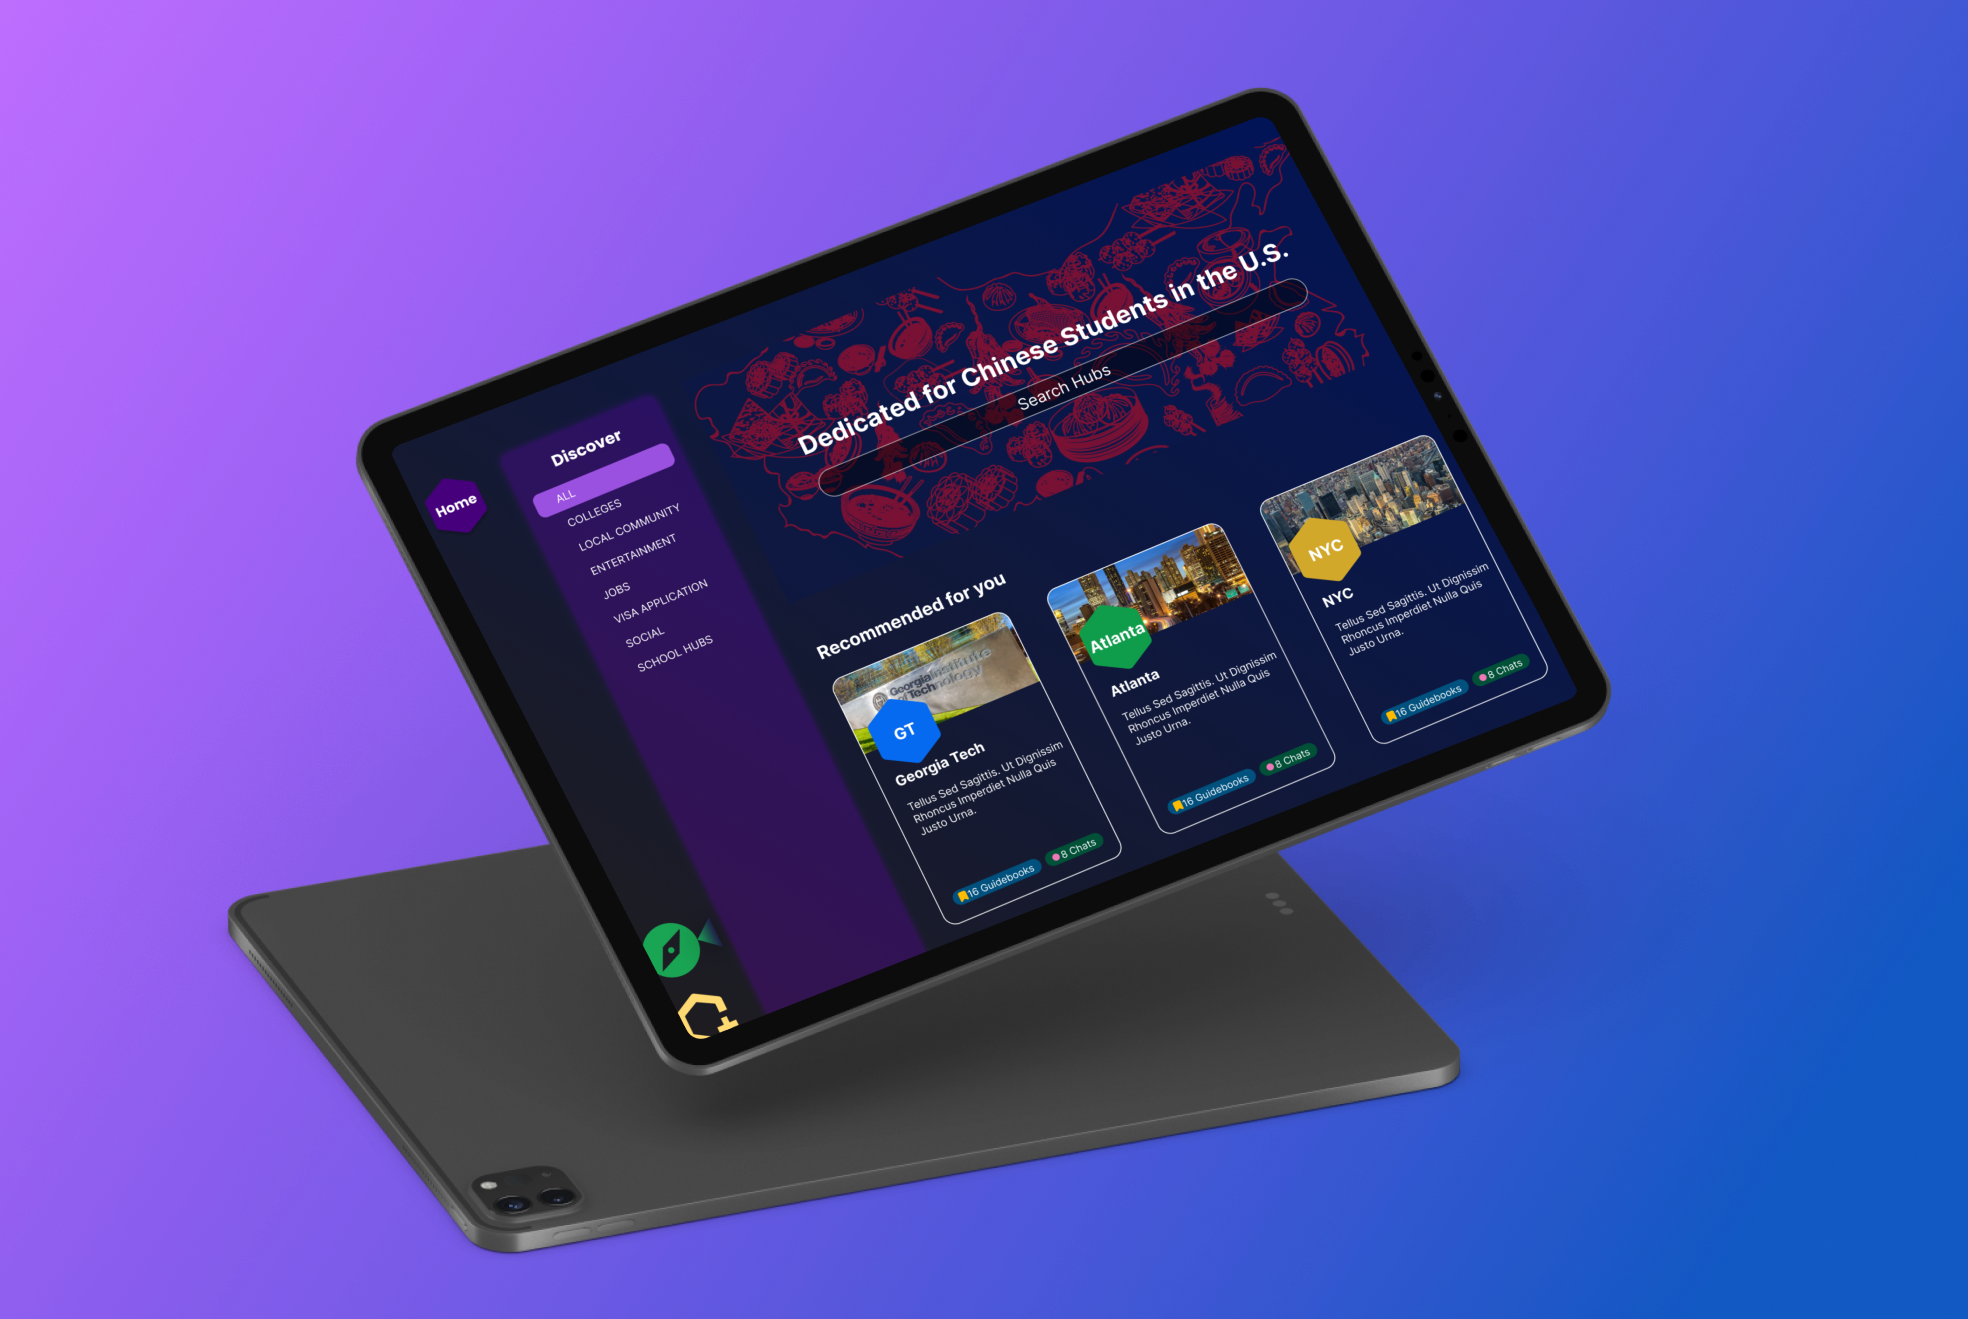 Home
Discover
ALL
COLLEGES
LOCAL COMMUNITY
ENTERTAINMENT
JOBS
VISA APPLICATION
SOCIAL
SCHOOL HUBS
Dedicated for Chinese Students in the U.S.
Search Hubs
Recommended for you
Georgia Institute
of Technology
GT
Georgia Tech
Tellus Sed Sagittis. Ut Dignissim
Rhoncus Imperdiet Nulla Quis
Justo Urna.
16 Guidebooks
8 Chats
Atlanta
Atlanta
Tellus Sed Sagittis. Ut Dignissim
Rhoncus Imperdiet Nulla Quis
Justo Urna.
16 Guidebooks
8 Chats
NYC
NYC
Tellus Sed Sagittis. Ut Dignissim
Rhoncus Imperdiet Nulla Quis
Justo Urna.
16 Guidebooks
8 Chats